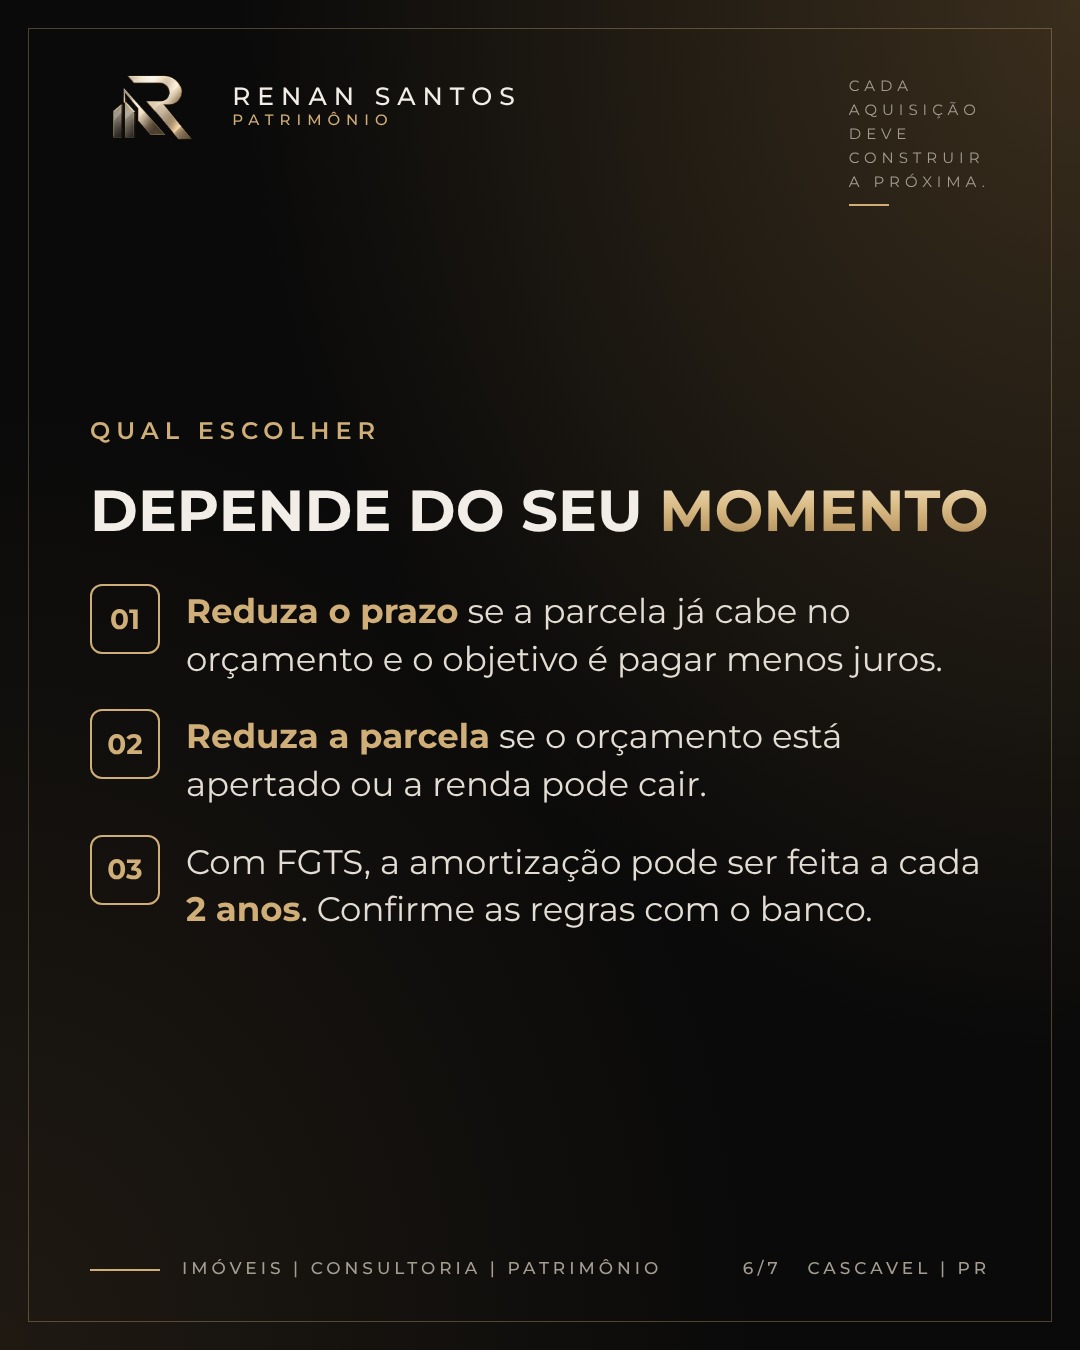 RENAN SANTOS
PATRIMÔNIO
CADA
AQUISIÇÃO
DEVE
CONSTRUIR
A PRÓXIMA.
QUAL ESCOLHER
DEPENDE DO SEU MOMENTO
01
Reduza o prazo se a parcela já cabe no
orçamento e o objetivo é pagar menos juros.
02
Reduza a parcela se o orçamento está
apertado ou a renda pode cair.
03
Com FGTS, a amortização pode ser feita a cada
2 anos. Confirme as regras com o banco.
IMÓVEIS | CONSULTORIA | PATRIMÔNIO
6/7 CASCAVEL | PR